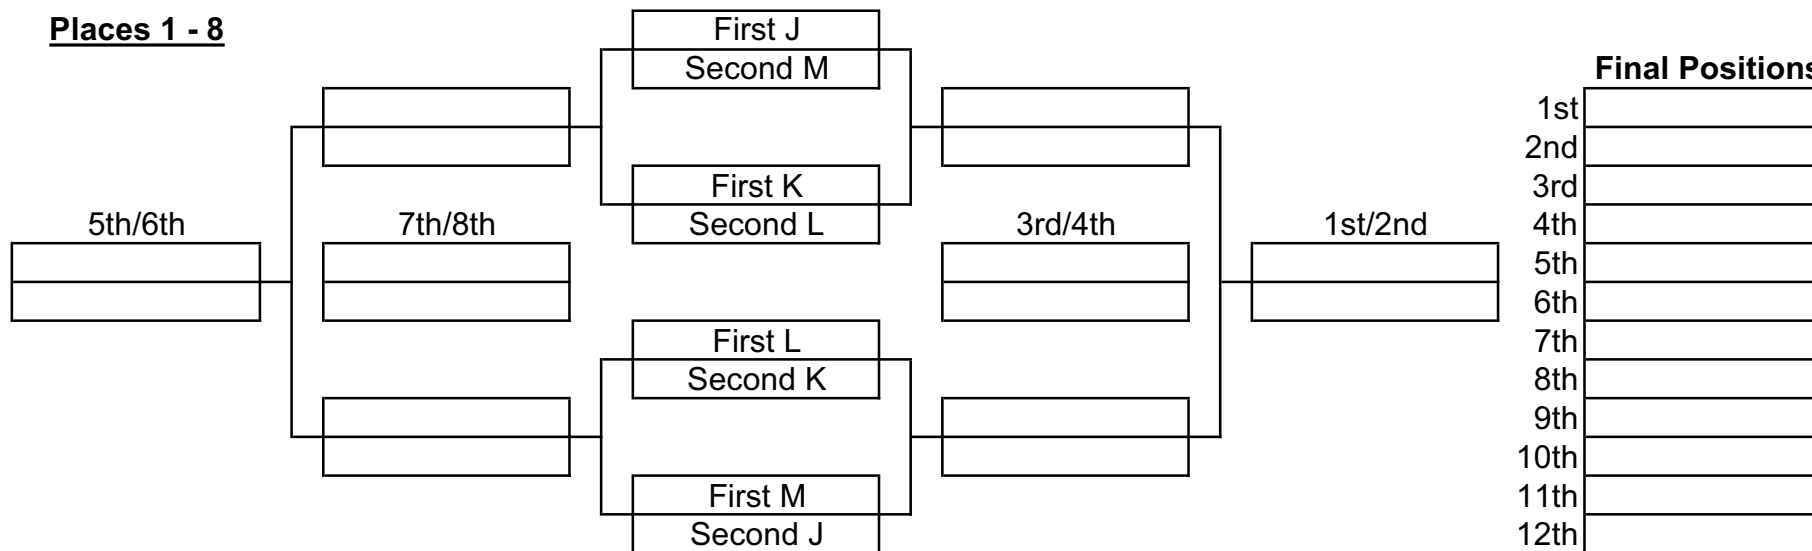 Places 1 - 8
First J
Second M
First K
Second L
5th/6th
7th/8th
3rd/4th
1st/2nd
First L
Second K
First M
Second J
Final Positions
1st
2nd
3rd
4th
5th
6th
7th
8th
9th
10th
11th
12th